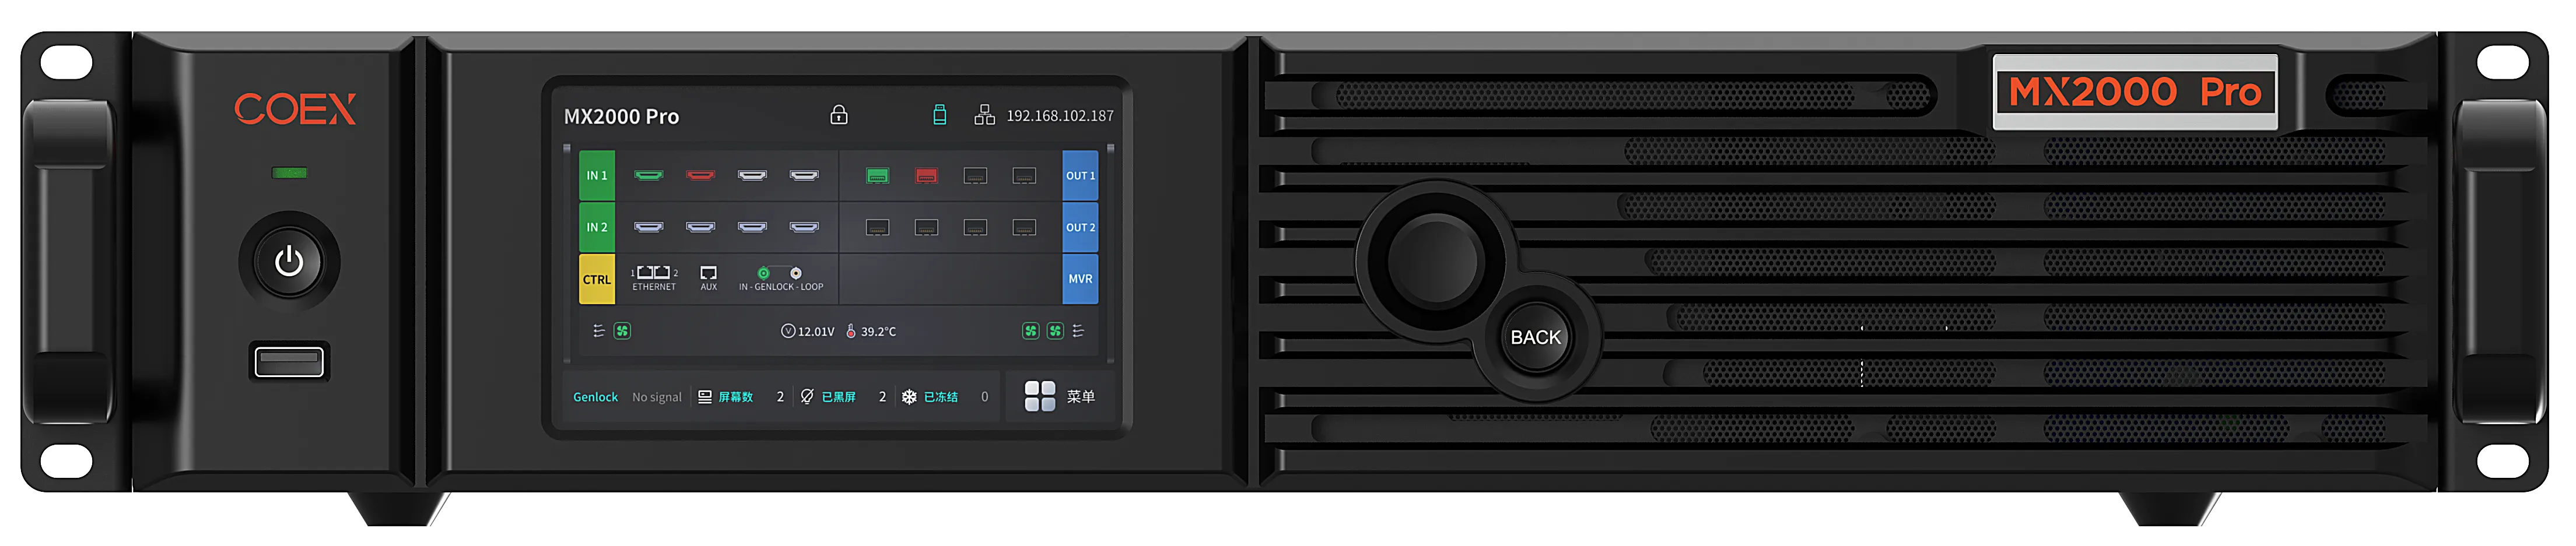 COEX
MX2000 Pro
192.168.102.187
IN 1
OUT 1
IN 2
OUT 2
CTRL
1 2
ETHERNET
AUX
IN - GENLOCK - LOOP
MVR
V 12.01V 39.2°C
Genlock No signal 屏幕数 2 已黑屏 2 已冻结 0 菜单
BACK
MX2000 Pro